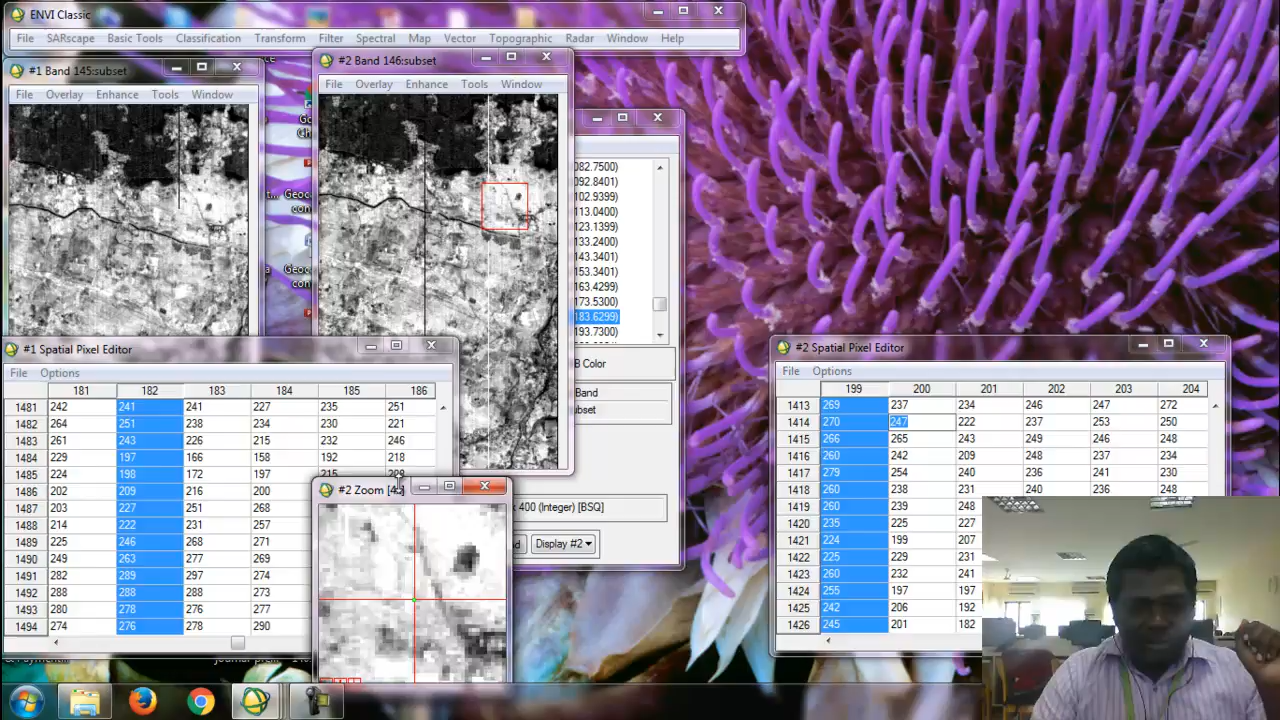 ENVI Classic
File SARscape Basic Tools Classification Transform Filter Spectral Map Vector Topographic Radar Window Help
#1 Band 145:subset
File Overlay Enhance Tools Window
#2 Band 146:subset
File Overlay Enhance Tools Window
082.7500)
092.8401)
102.9399)
113.0400)
123.1399)
133.2400)
143.3401)
153.3401)
163.4299)
173.5300)
183.6299)
193.7300)
B Color
Band
ubset
x 400 (Integer) [BSQ]
Display #2
#1 Spatial Pixel Editor
File Options
181 182 183 184 185 186
1481 242 241 241 227 235 251
1482 264 251 238 234 230 221
1483 261 243 226 215 232 246
1484 229 197 166 158 192 218
1485 224 198 172 197 215 209
1486 202 209 216 200
1487 203 227 251 268
1488 214 222 231 257
1489 225 246 268 271
1490 249 263 277 269
1491 282 289 297 274
1492 288 288 288 273
1493 280 278 276 277
1494 274 276 278 290
#2 Zoom
#2 Spatial Pixel Editor
File Options
199 200 201 202 203 204
1413 269 237 234 246 247 272
1414 270 247 222 237 253 250
1415 266 265 243 249 246 248
1416 260 242 209 248 237 234
1417 279 254 240 236 241 230
1418 260 238 231 240 236 248
1419 260 239 248
1420 235 225 227
1421 224 199 207
1422 225 229 231
1423 260 232 241
1424 255 197 197
1425 242 206 192
1426 245 201 182